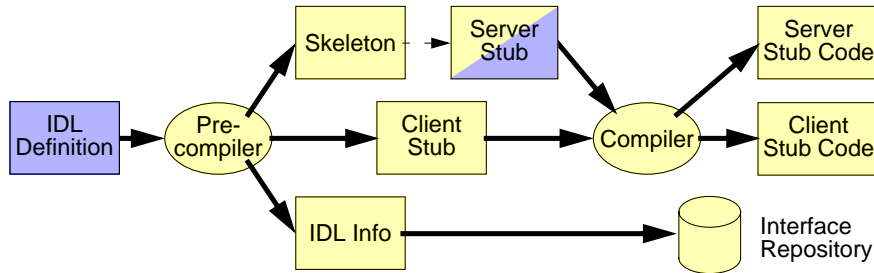 Skeleton
Server
Stub
Server
Stub Code
IDL
Definition
Pre-
compiler
Client
Stub
Compiler
Client
Stub Code
IDL Info
Interface
Repository